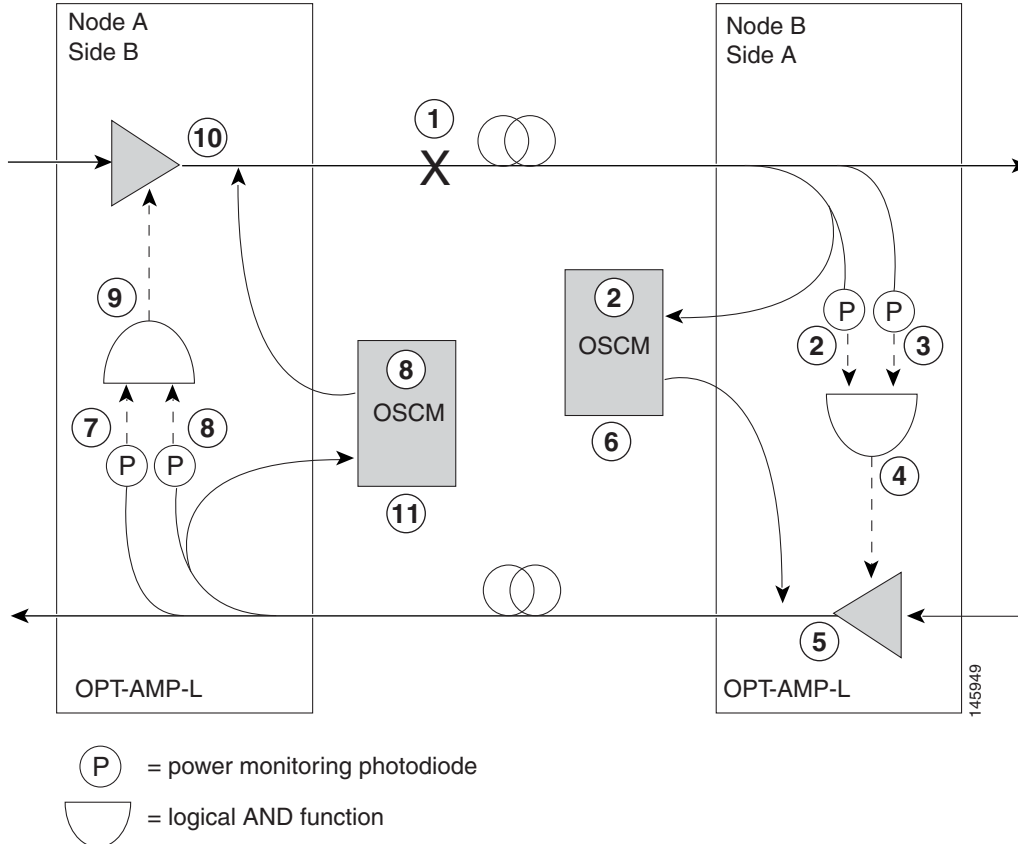 Node A
Side B
Node B
Side A
1
10
X
9
2
OSCM
P
P
2
3
8
OSCM
7
8
6
4
P
P
11
5
OPT-AMP-L
OPT-AMP-L
145949
P
= power monitoring photodiode
= logical AND function